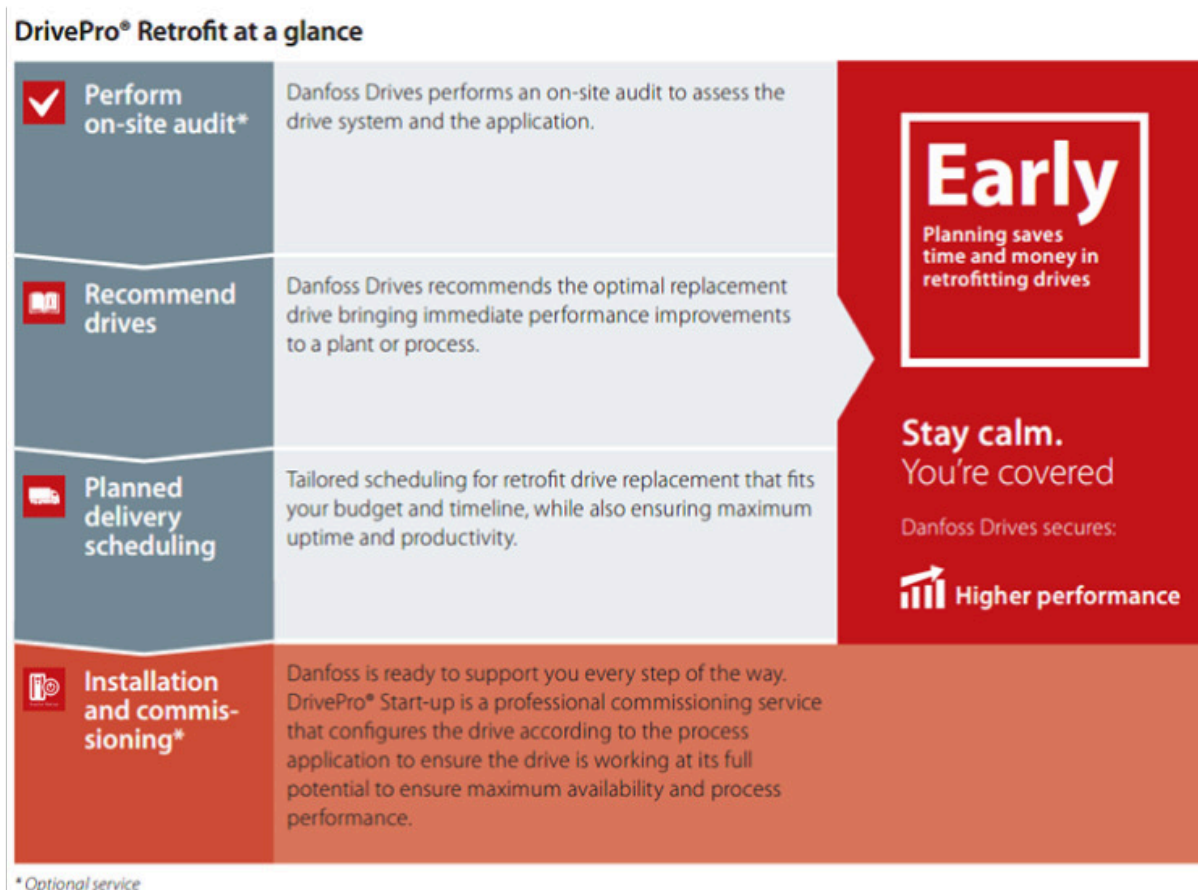 DrivePro® Retrofit at a glance
Perform
on-site audit*
Danfoss Drives performs an on-site audit to assess the
drive system and the application.
Recommend
drives
Danfoss Drives recommends the optimal replacement
drive bringing immediate performance improvements
to a plant or process.
Planned
delivery
scheduling
Tailored scheduling for retrofit drive replacement that fits
your budget and timeline, while also ensuring maximum
uptime and productivity.
Installation
and commis-
sioning*
Danfoss is ready to support you every step of the way.
DrivePro® Start-up is a professional commissioning service
that configures the drive according to the process
application to ensure the drive is working at its full
potential to ensure maximum availability and process
performance.
Early
Planning saves
time and money in
retrofitting drives
Stay calm.
You're covered
Danfoss Drives secures:
Higher performance
* Optional service